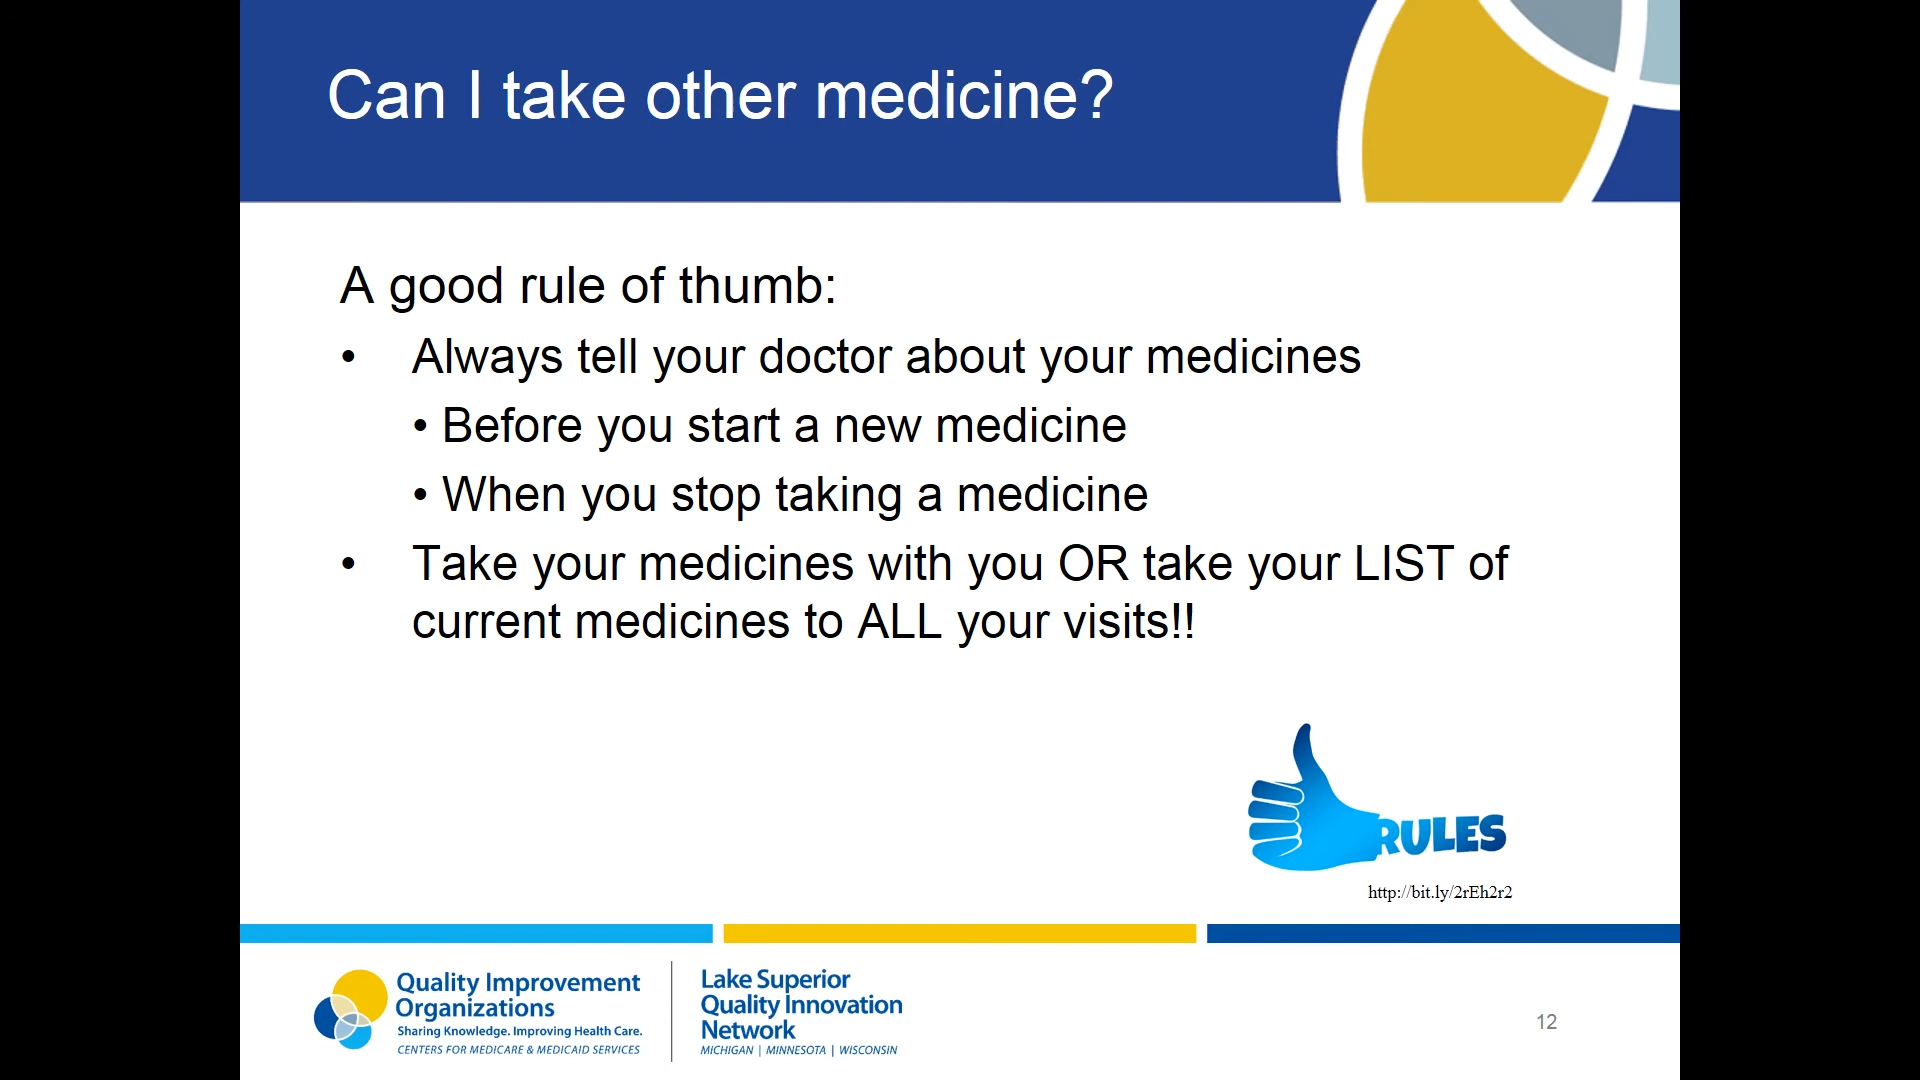 Can I take other medicine?
A good rule of thumb:
• Always tell your doctor about your medicines
• Before you start a new medicine
• When you stop taking a medicine
• Take your medicines with you OR take your LIST of
current medicines to ALL your visits!!
RULES
http://bit.ly/2rEh2r2
Quality Improvement
Organizations
Sharing Knowledge. Improving Health Care.
CENTERS FOR MEDICARE & MEDICAID SERVICES
Lake Superior
Quality Innovation
Network
MICHIGAN | MINNESOTA | WISCONSIN
12